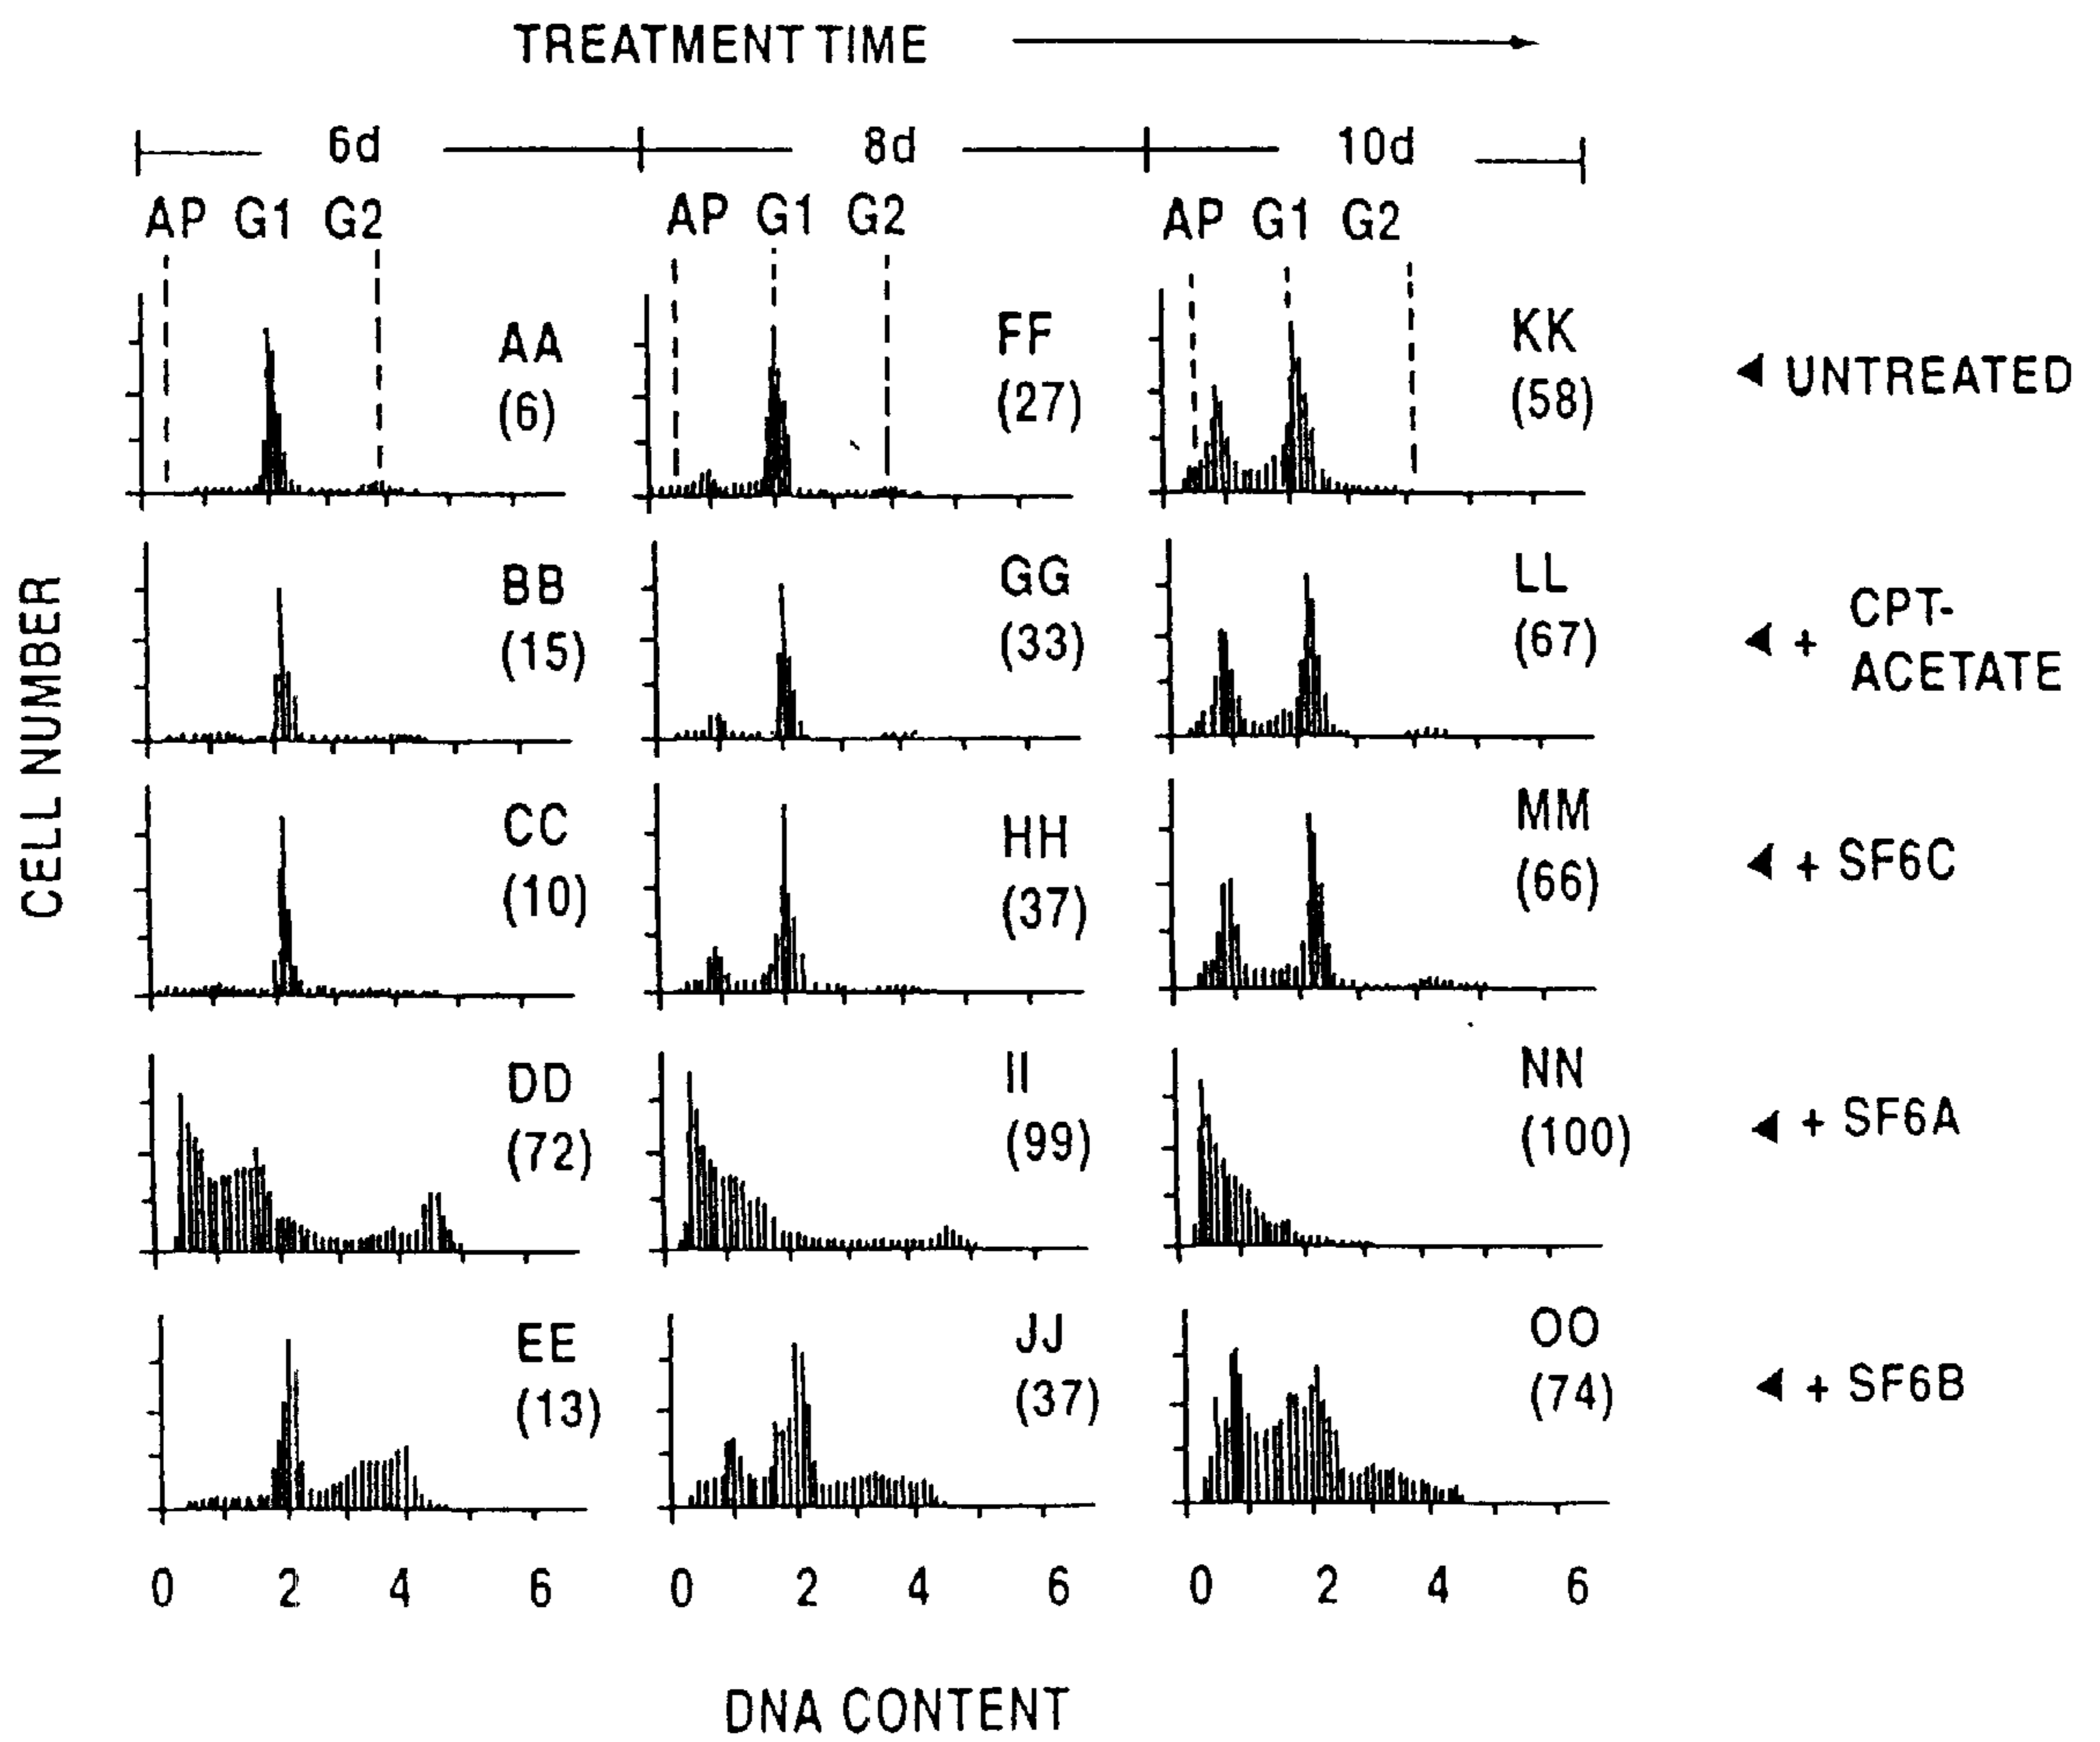 TREATMENT TIME
6d 8d 10d
AP G1 G2 AP G1 G2 AP G1 G2
AA FF KK
(6) (27) (58)
UNTREATED
BB GG LL
(15) (33) (67)
+ CPT-
ACETATE
CC HH MM
(10) (37) (66)
+ SF6C
DD II NN
(72) (99) (100)
+ SF6A
EE JJ OO
(13) (37) (74)
+ SF6B
CELL NUMBER
0 2 4 6 0 2 4 6 0 2 4 6
DNA CONTENT